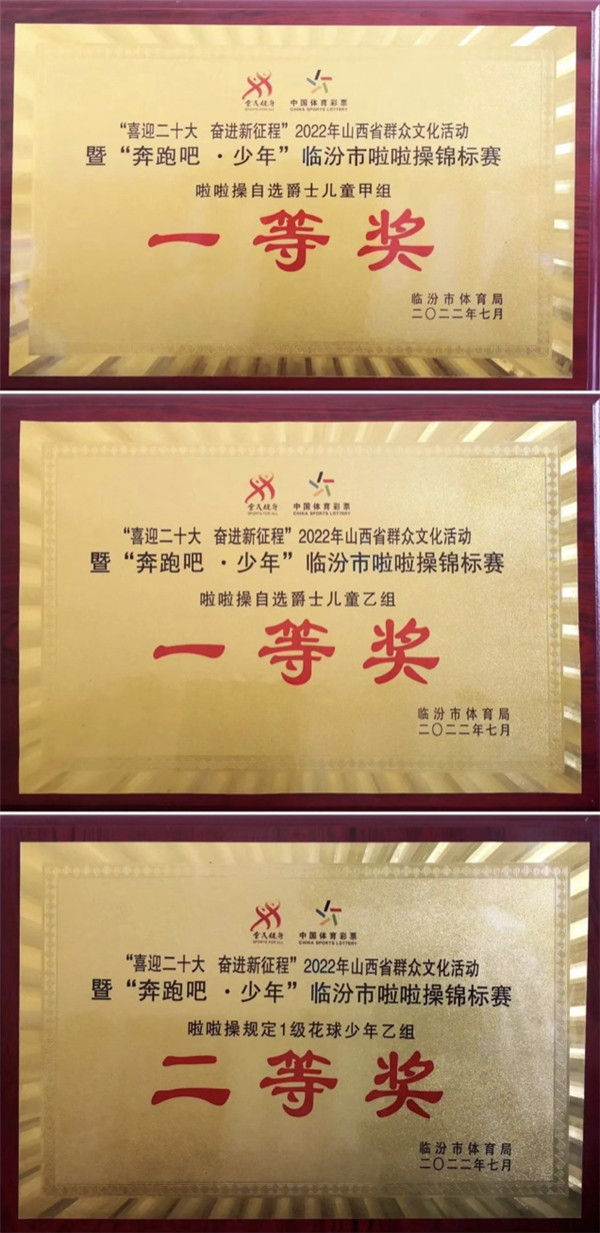 全民健身 中国体育彩票
SPORTS FOR ALL CHINA SPORTS LOTTERY
“喜迎二十大 奋进新征程”2022年山西省群众文化活动
暨“奔跑吧·少年”临汾市啦啦操锦标赛
啦啦操自选爵士儿童甲组
一等奖
临汾市体育局
二〇二二年七月
全民健身 中国体育彩票
SPORTS FOR ALL CHINA SPORTS LOTTERY
“喜迎二十大 奋进新征程”2022年山西省群众文化活动
暨“奔跑吧·少年”临汾市啦啦操锦标赛
啦啦操自选爵士儿童乙组
一等奖
临汾市体育局
二〇二二年七月
全民健身 中国体育彩票
SPORTS FOR ALL CHINA SPORTS LOTTERY
“喜迎二十大 奋进新征程”2022年山西省群众文化活动
暨“奔跑吧·少年”临汾市啦啦操锦标赛
啦啦操规定1级花球少年乙组
二等奖
临汾市体育局
二〇二二年七月